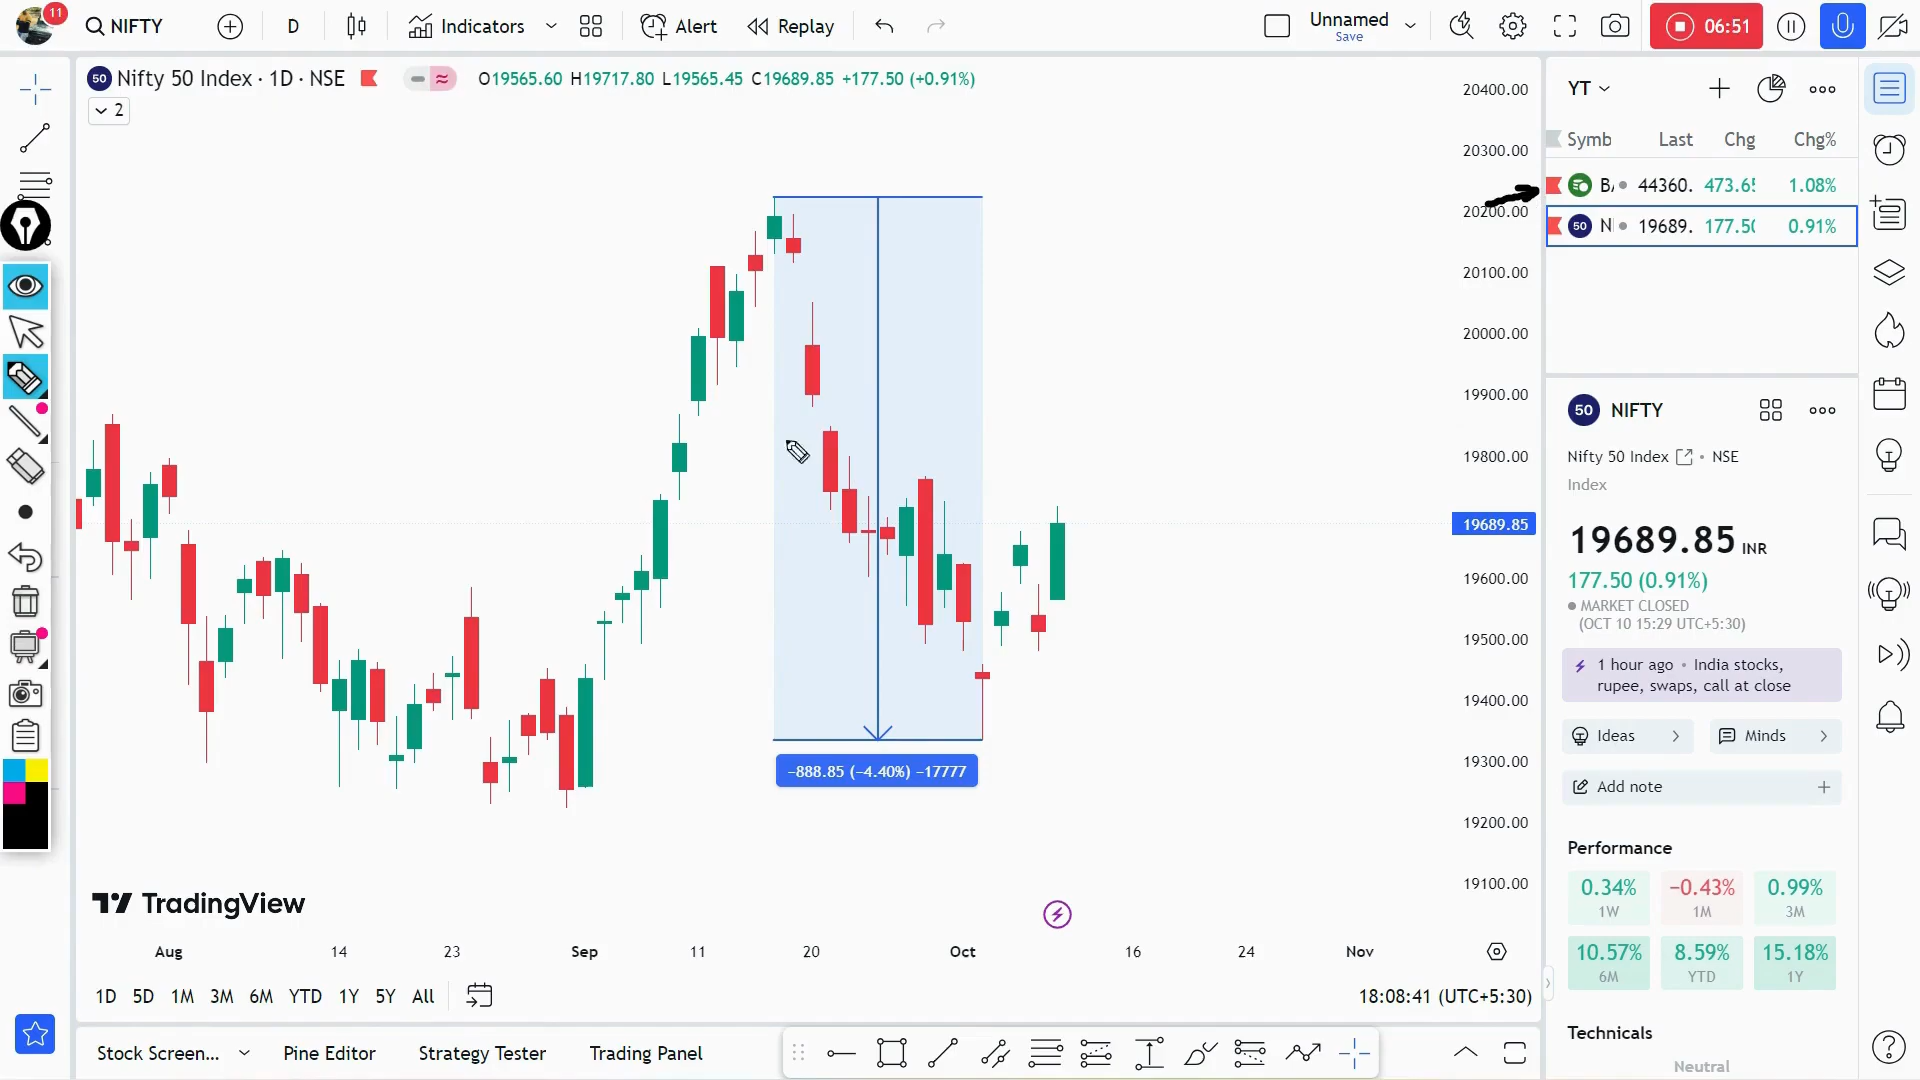 11
NIFTY
D
Indicators
Alert
Replay
Unnamed
Save
06:51
50 Nifty 50 Index · 1D · NSE
O19565.60 H19717.80 L19565.45 C19689.85 +177.50 (+0.91%)
2
20400.00
20300.00
20200.00
20100.00
20000.00
19900.00
19800.00
19689.85
19600.00
19500.00
19400.00
19300.00
19200.00
19100.00
−888.85 (−4.40%) −17777
TradingView
Aug
14
23
Sep
11
20
Oct
16
24
Nov
1D 5D 1M 3M 6M YTD 1Y 5Y All
18:08:41 (UTC+5:30)
Stock Screen...
Pine Editor
Strategy Tester
Trading Panel
YT
Symb Last Chg Chg%
44360. 473.65 1.08%
50 N 19689. 177.50 0.91%
50 NIFTY
Nifty 50 Index • NSE
Index
19689.85 INR
177.50 (0.91%)
MARKET CLOSED
(OCT 10 15:29 UTC+5:30)
1 hour ago • India stocks,
rupee, swaps, call at close
Ideas
Minds
Add note
Performance
0.34% −0.43% 0.99%
1W 1M 3M
10.57% 8.59% 15.18%
6M YTD 1Y
Technicals
Neutral